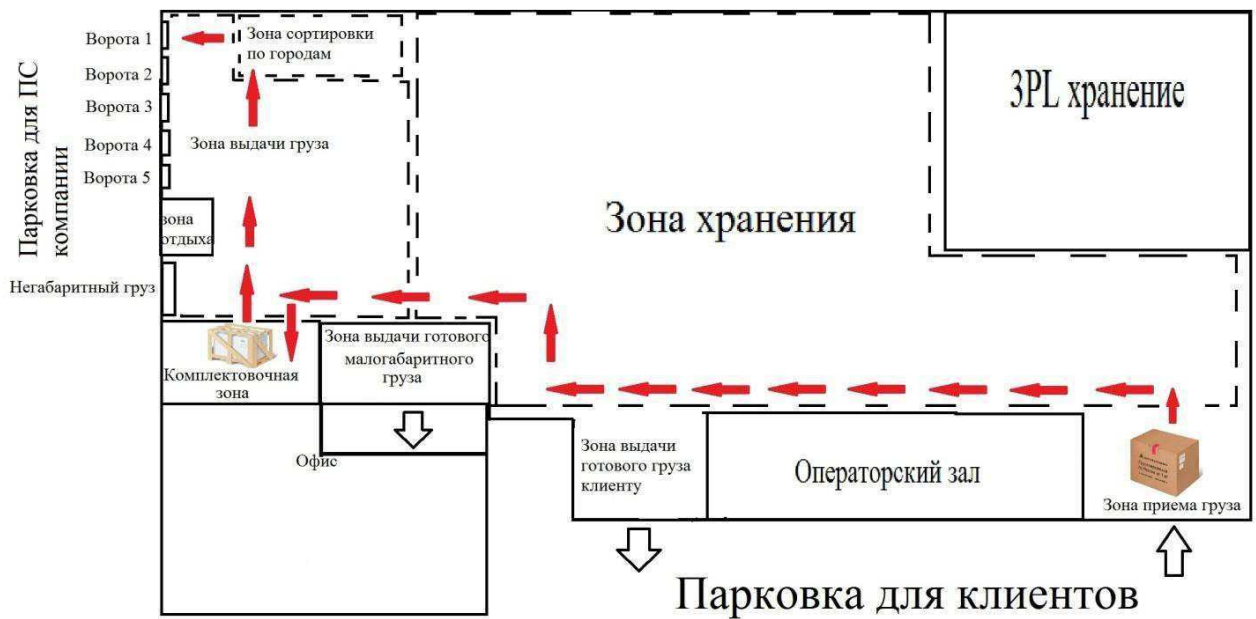 Ворота 1
Ворота 2
Ворота 3
Ворота 4
Ворота 5
Парковка для ПС
компании
Зона сортировки
по городам
Зона выдачи груза
зона
отдыха
Негабаритный груз
Комплектовочная
зона
Зона выдачи готового
малогабаритного
груза
Офис
Зона хранения
3PL хранение
Зона выдачи
готового груза
клиенту
Операторский зал
Зона приема груза
Парковка для клиентов